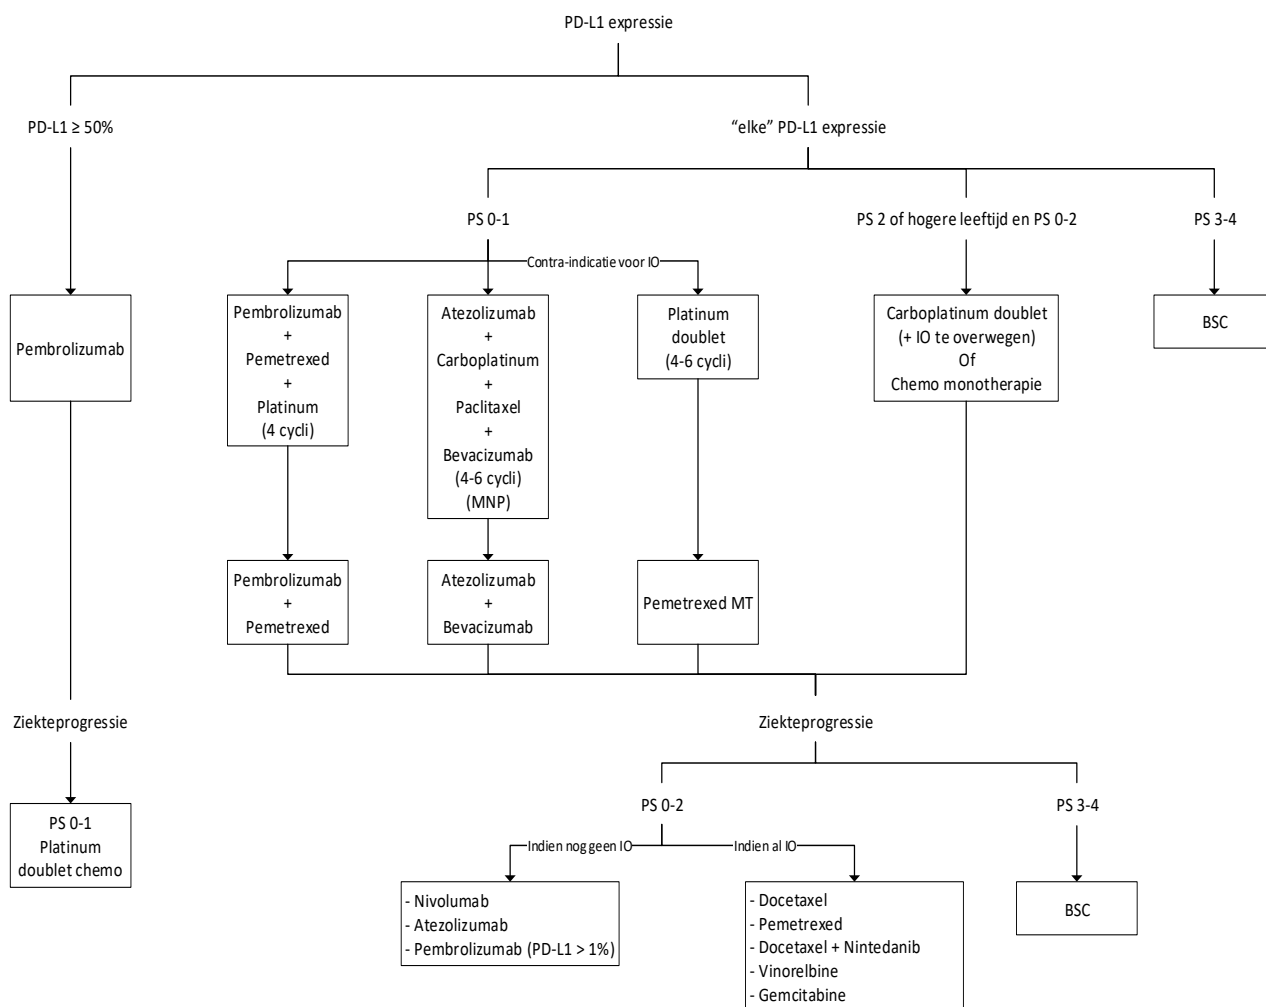 PD-L1 expressie
PD-L1 ≥ 50%
“elke” PD-L1 expressie
PS 0-1
PS 2 of hogere leeftijd en PS 0-2
PS 3-4
Contra-indicatie voor IO
Pembrolizumab
Pembrolizumab
+
Pemetrexed
+
Platinum
(4 cycli)
Atezolizumab
+
Carboplatinum
+
Paclitaxel
+
Bevacizumab
(4-6 cycli)
(MNP)
Platinum
doublet
(4-6 cycli)
Carboplatinum doublet
(+ IO te overwegen)
Of
Chemo monotherapie
BSC
Pembrolizumab
+
Pemetrexed
Atezolizumab
+
Bevacizumab
Pemetrexed MT
Ziekteprogressie
Ziekteprogressie
PS 0-1
Platinum
doublet chemo
PS 0-2
PS 3-4
Indien nog geen IO
Indien al IO
- Nivolumab
- Atezolizumab
- Pembrolizumab (PD-L1 > 1%)
- Docetaxel
- Pemetrexed
- Docetaxel + Nintedanib
- Vinorelbine
- Gemcitabine
BSC